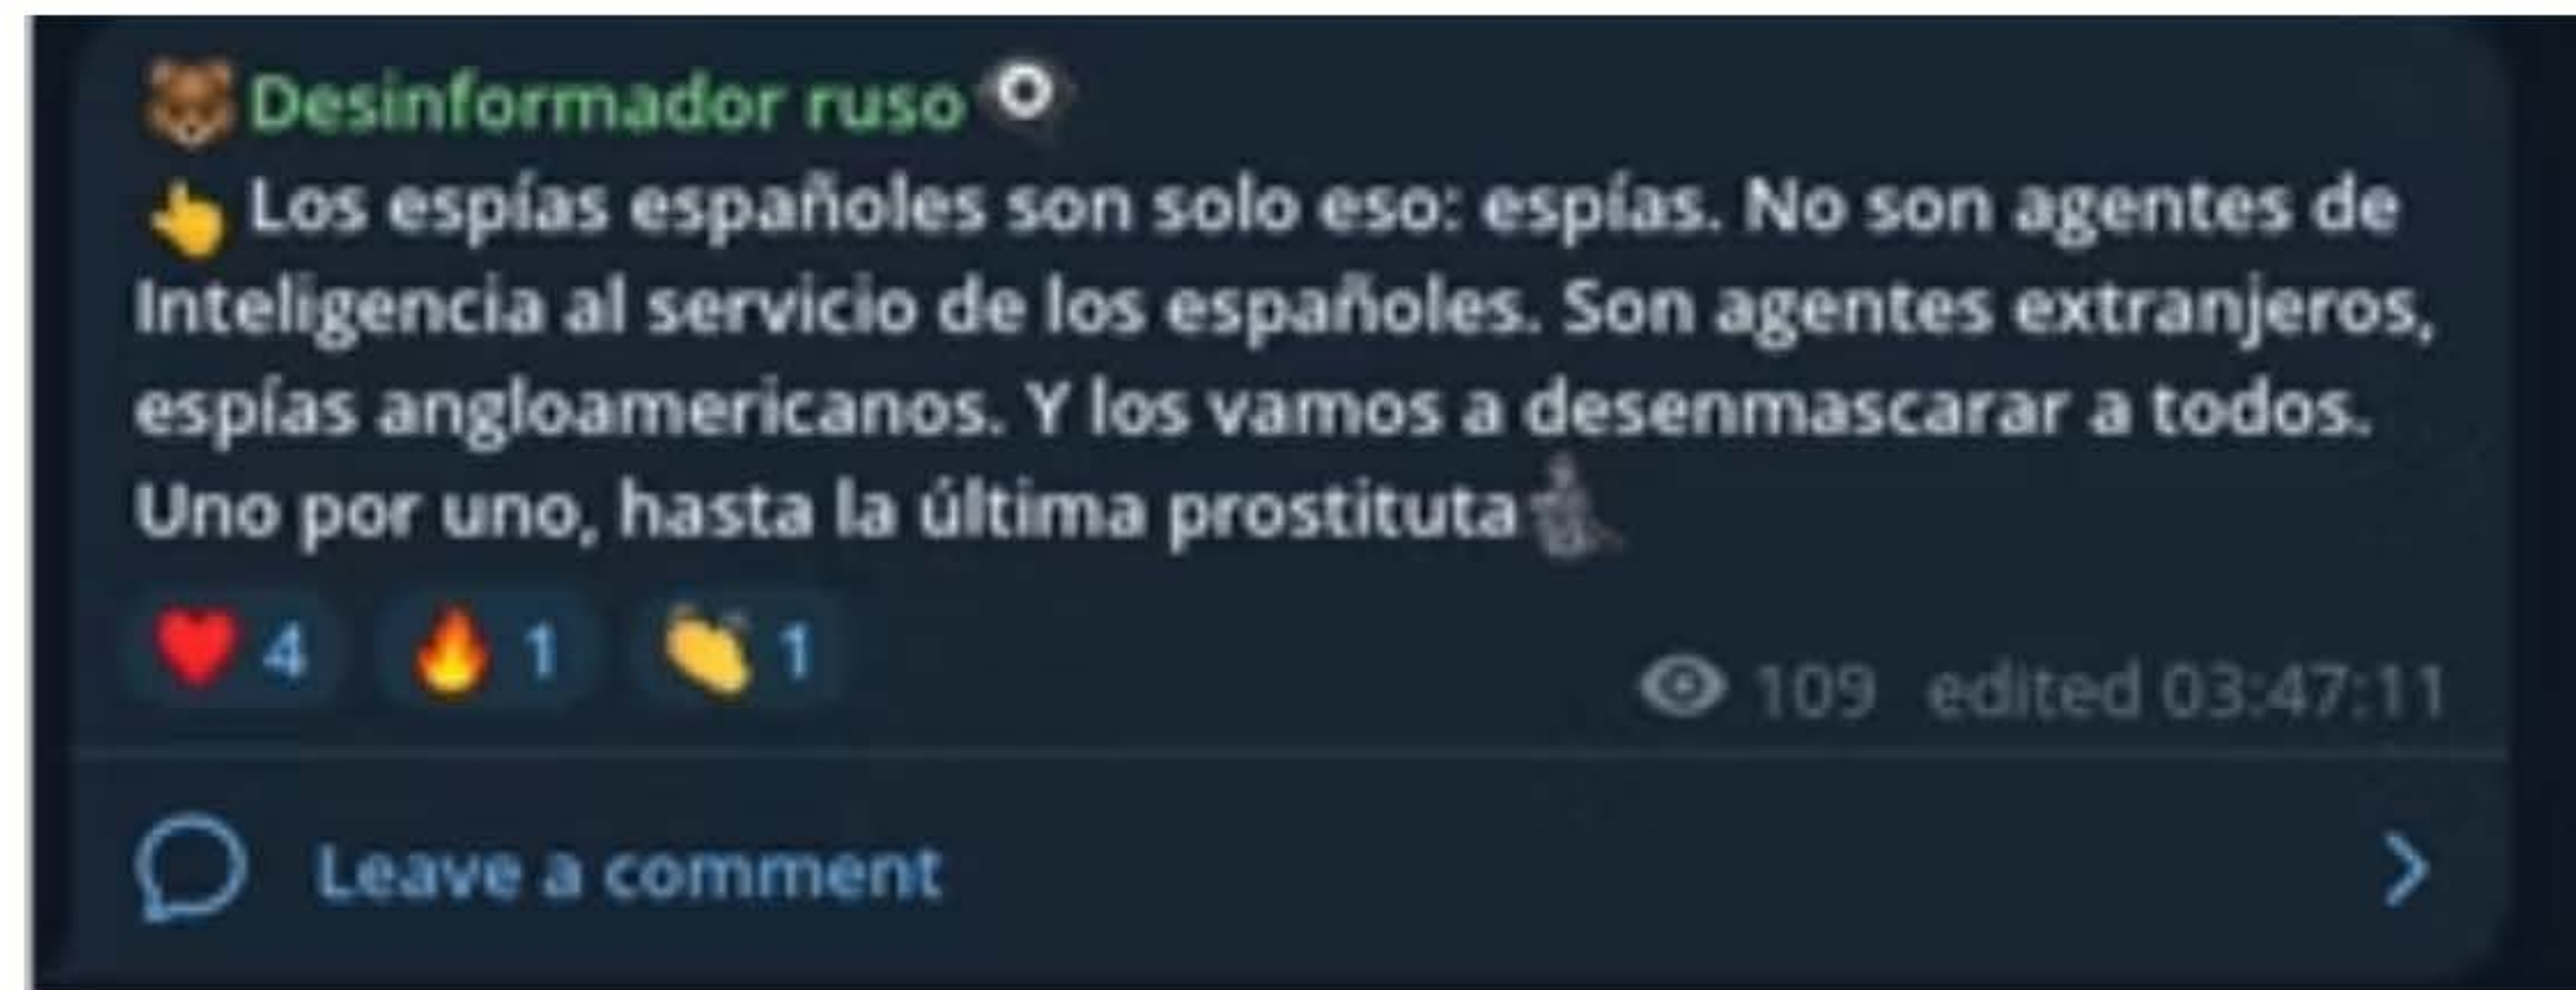 🐻Desinformador ruso
👆Los espías españoles son solo eso: espías. No son agentes de
Inteligencia al servicio de los españoles. Son agentes extranjeros,
espías angloamericanos. Y los vamos a desenmascarar a todos.
Uno por uno, hasta la última prostituta
❤️ 4 🔥 1 👏 1
109 edited 03:47:11
Leave a comment